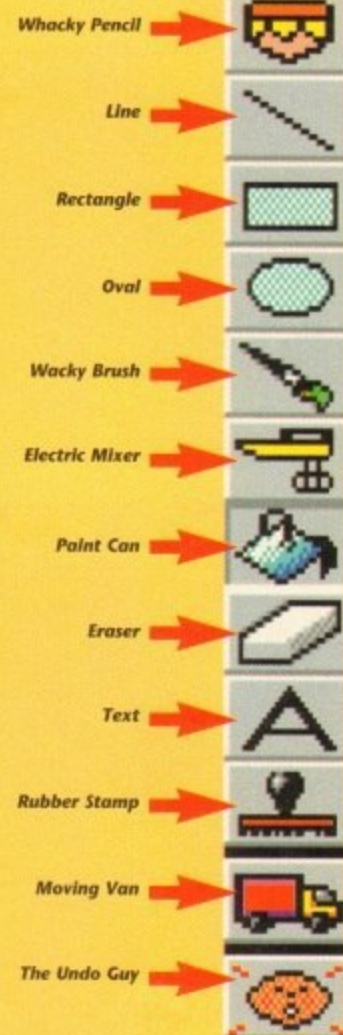 Whacky Pencil
Line
Rectangle
Oval
Wacky Brush
Electric Mixer
Paint Can
Eraser
Text
Rubber Stamp
Moving Van
The Undo Guy